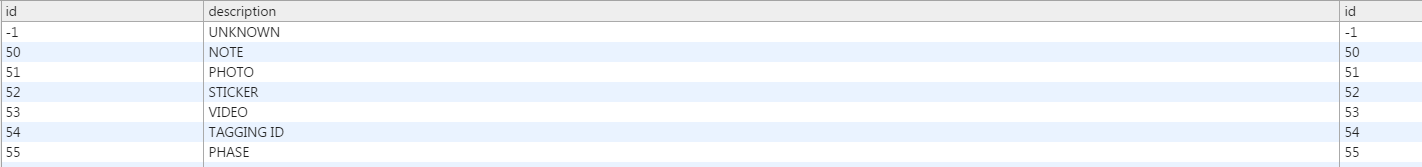 id description id
-1 UNKNOWN -1
50 NOTE 50
51 PHOTO 51
52 STICKER 52
53 VIDEO 53
54 TAGGING ID 54
55 PHASE 55